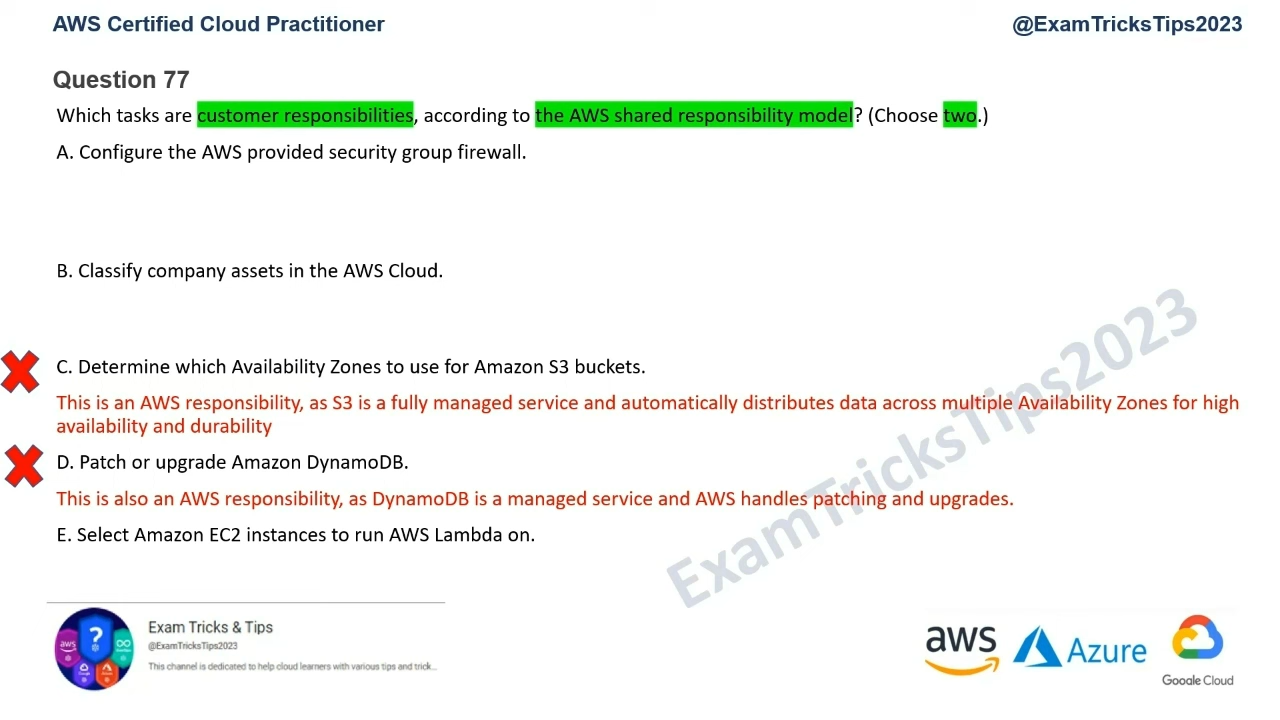 AWS Certified Cloud Practitioner
@ExamTricksTips2023
Question 77
Which tasks are customer responsibilities, according to the AWS shared responsibility model? (Choose two.)
A. Configure the AWS provided security group firewall.
B. Classify company assets in the AWS Cloud.
C. Determine which Availability Zones to use for Amazon S3 buckets.
This is an AWS responsibility, as S3 is a fully managed service and automatically distributes data across multiple Availability Zones for high
availability and durability
D. Patch or upgrade Amazon DynamoDB.
This is also an AWS responsibility, as DynamoDB is a managed service and AWS handles patching and upgrades.
E. Select Amazon EC2 instances to run AWS Lambda on.
ExamTricksTips2023
aws
?
Exam Tricks & Tips
@ExamTricksTips2023
This channel is dedicated to help cloud learners with various tips and trick...
aws
Azure
Google Cloud